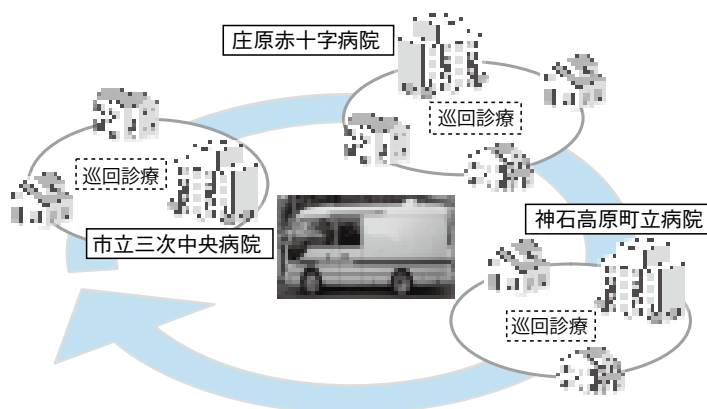 庄原赤十字病院
巡回診療
巡回診療
市立三次中央病院
神石高原町立病院
巡回診療